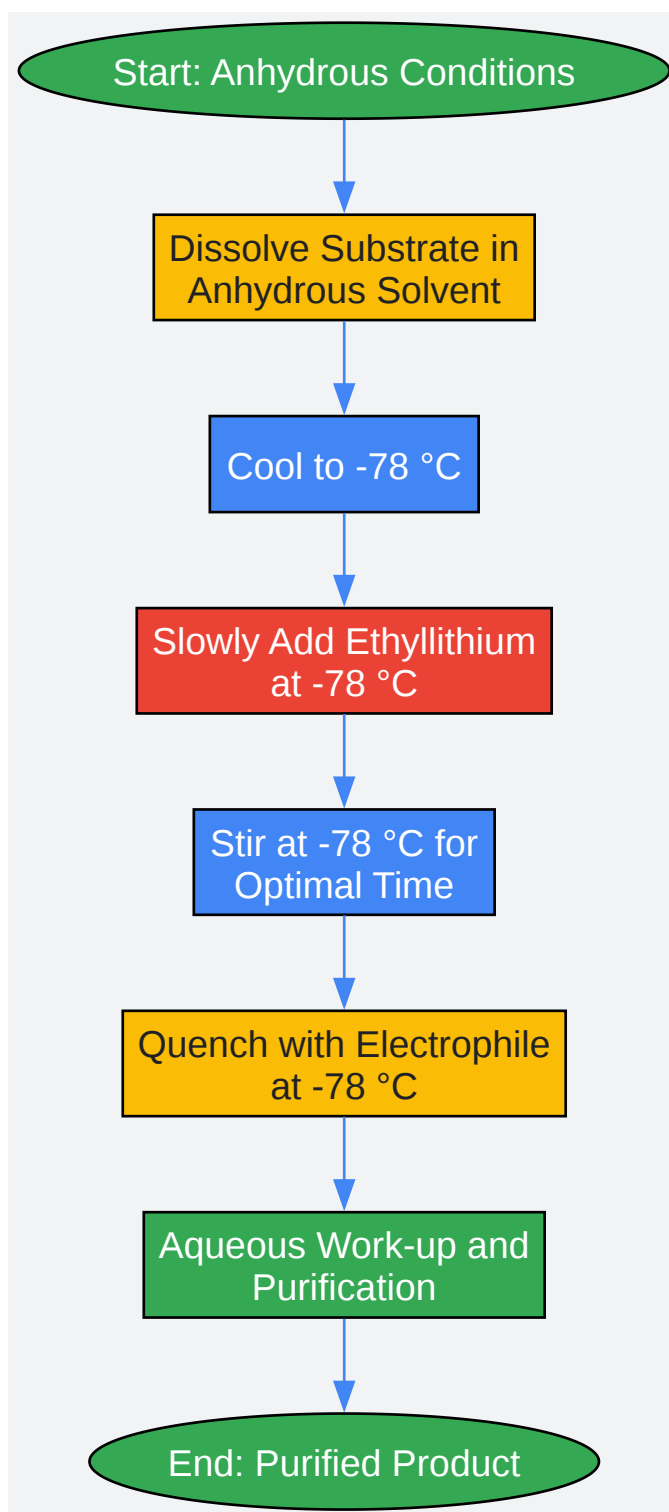 Start: Anhydrous Conditions
Dissolve Substrate in
Anhydrous Solvent
Cool to -78 °C
Slowly Add Ethyllithium
at -78 °C
Stir at -78 °C for
Optimal Time
Quench with Electrophile
at -78 °C
Aqueous Work-up and
Purification
End: Purified Product